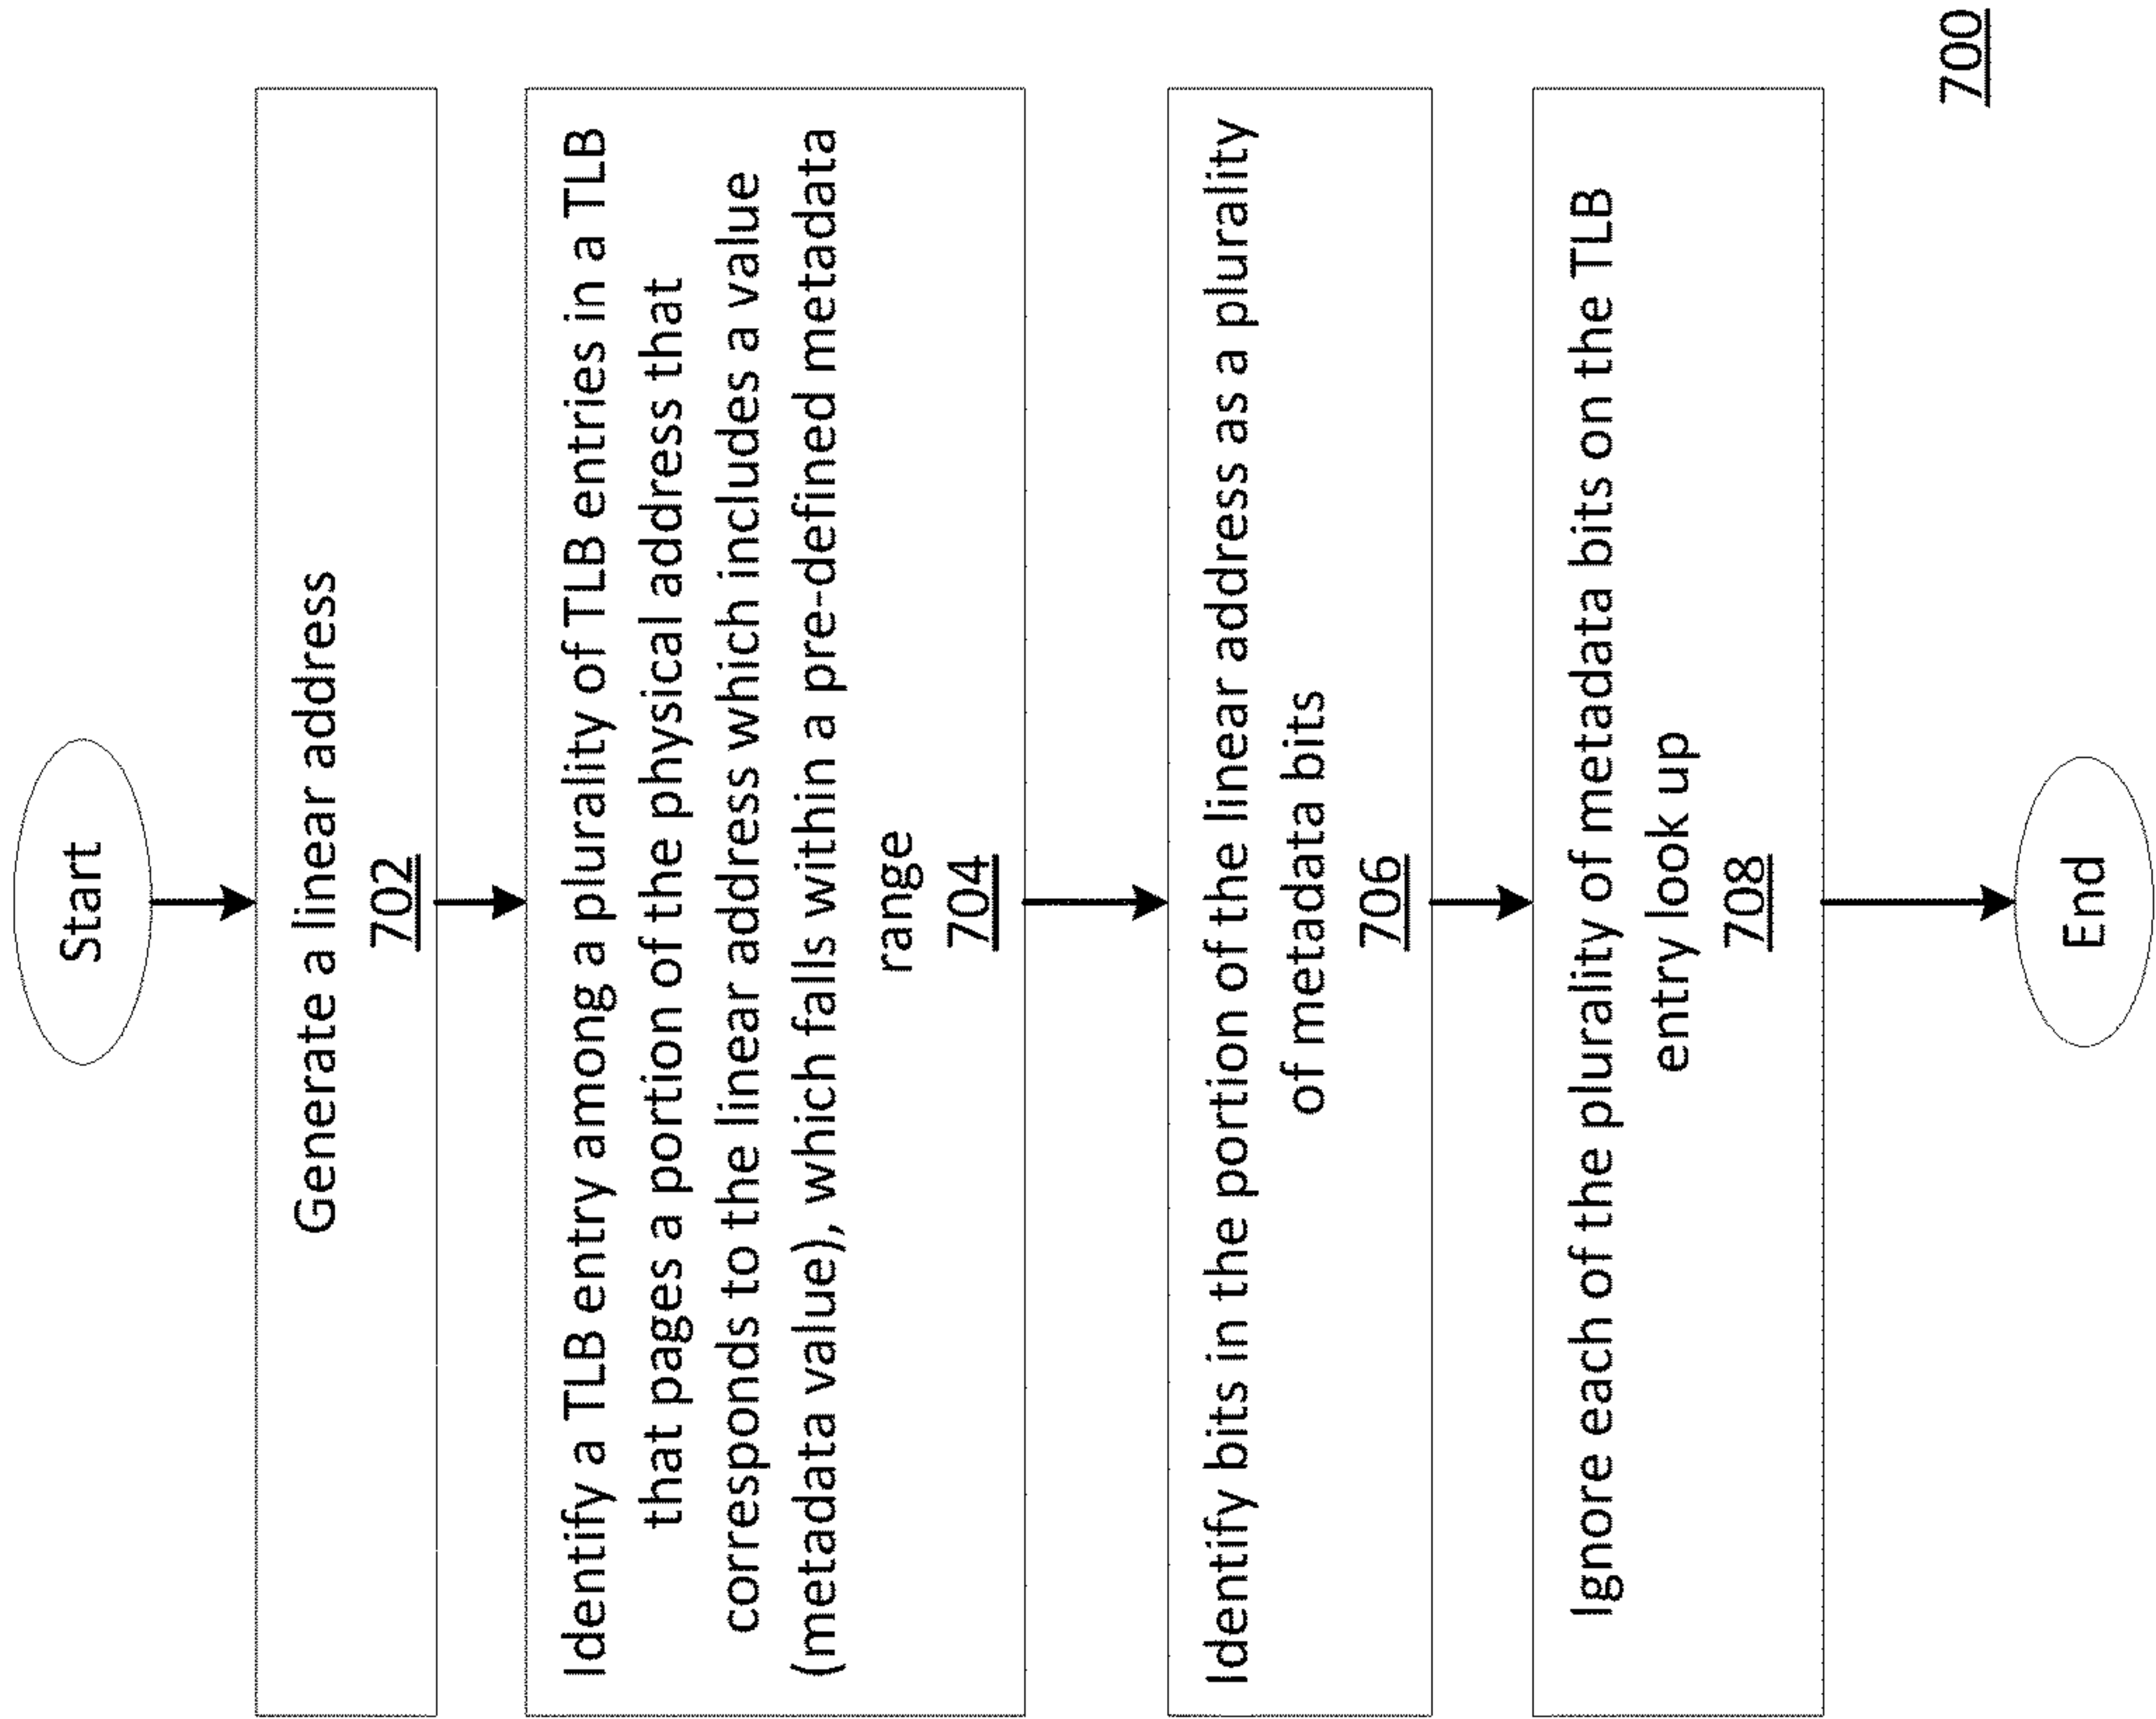 Start
Generate a linear address
702
Identify a TLB entry among a plurality of TLB entries in a TLB
that pages a portion of the physical address that
corresponds to the linear address which includes a value
(metadata value), which falls within a pre-defined metadata
range
704
Identify bits in the portion of the linear address as a plurality
of metadata bits
706
Ignore each of the plurality of metadata bits on the TLB
entry look up
708
End
700